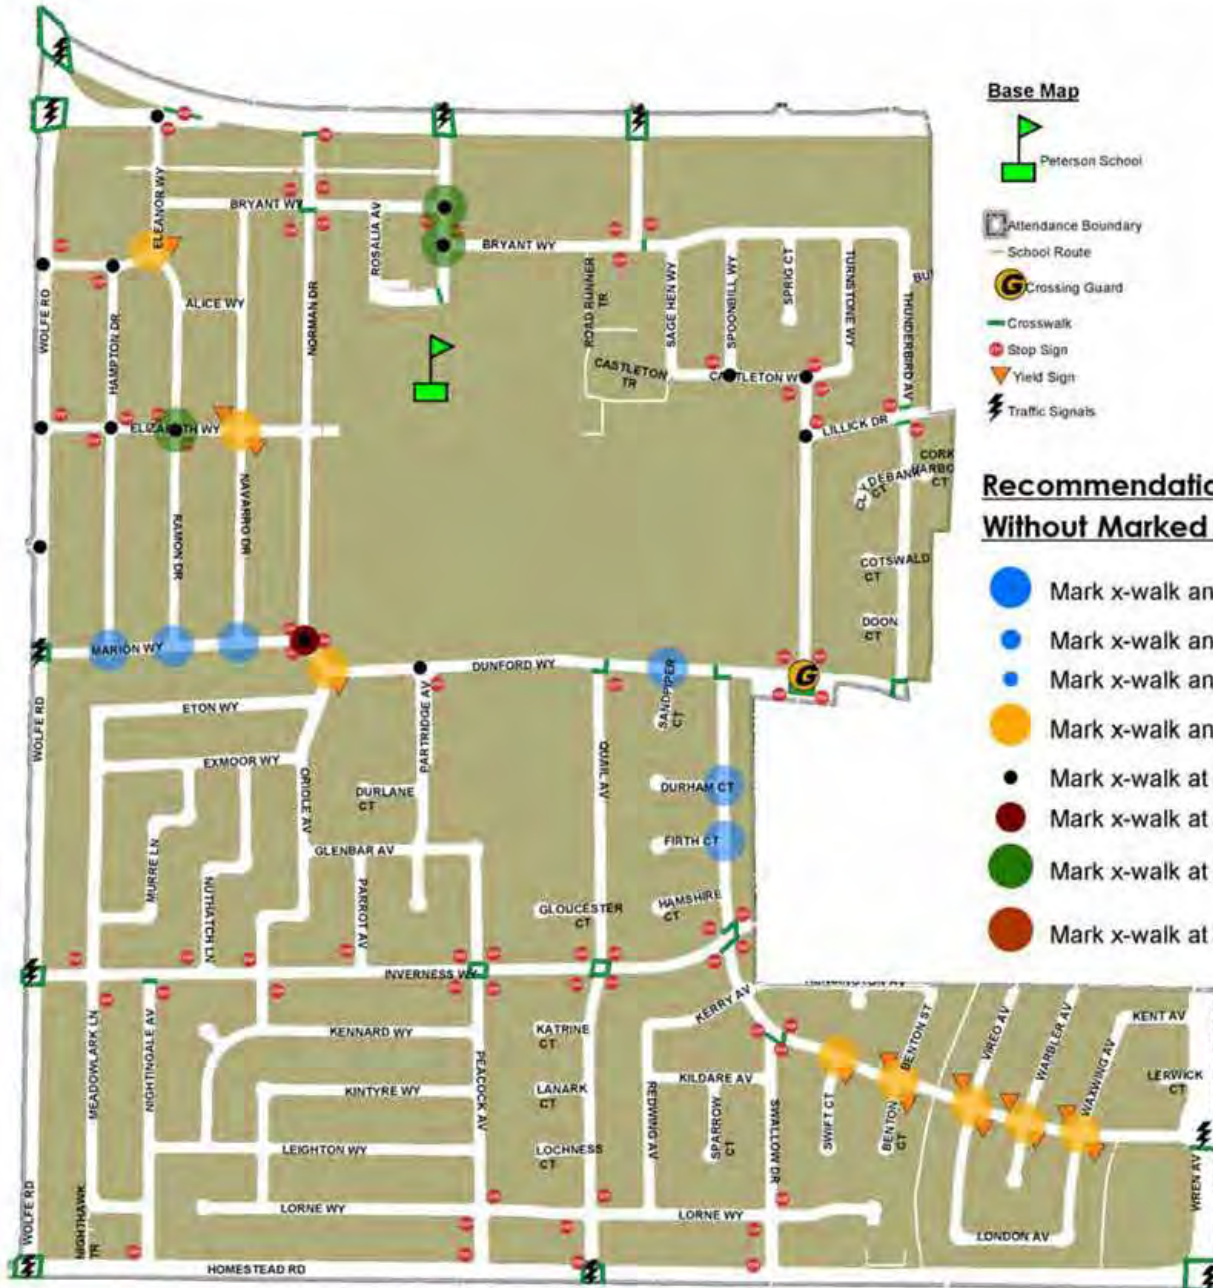 Base Map
Peterson School
Attendance Boundary
School Route
G
Crossing Guard
Crosswalk
Stop Sign
Yield Sign
Traffic Signals
Recommendatio
Without Marked
Mark x-walk an
Mark x-walk an
Mark x-walk an
Mark x-walk an
Mark x-walk at
Mark x-walk at
Mark x-walk at
Mark x-walk at
ELEANOR WY
BRYANT WY
ROSALIA AV
BRYANT WY
ALICE WY
WOLFE RD
HAMPTON DR
NORMAN DR
ROAD RUNNER
TR
SAGE HEN WY
SPOONBILL WY
SPRIG CT
TURNSTONE WY
THUNDERBIRD AV
CASTLETON
TR
CASTLETON W
ELIZABETH WY
LILLICK DR
CORK
HARBO
CT
CLYDEBANK
CT
NAVARRO DR
RAMON DR
COTSWALD
CT
DOON
CT
MARION WY
DUNFORD WY
G
SANDPIPER
CT
WOLFE RD
ETON WY
EXMOOR WY
ORIOLE AV
PARTRIDGE AV
QUAIL AV
DURLANE
CT
DURHAM CT
FIRTH CT
GLENBAR AV
MURRE LN
NUTHATCH LN
PARROT AV
GLOUCESTER
CT
HAMSHIRE
CT
INVERNESS WY
KERRY AV
MEADOWLARK LN
NIGHTINGALE AV
KENNARD WY
KATRINE
CT
PEACOCK AV
KINTYRE WY
LANARK
CT
KILDARE AV
REDWING AV
SPARROW
CT
SWALLOW DR
SWIFT CT
BENTON
CT
BENTON ST
VIREO AV
WARBLER AV
WAXWING AV
KENT AV
LERWICK
CT
LEIGHTON WY
LOCHNESS
CT
WREN AV
WOLFE RD
NIGHTHAWK
TR
LORNE WY
LORNE WY
LONDON AV
HOMESTEAD RD